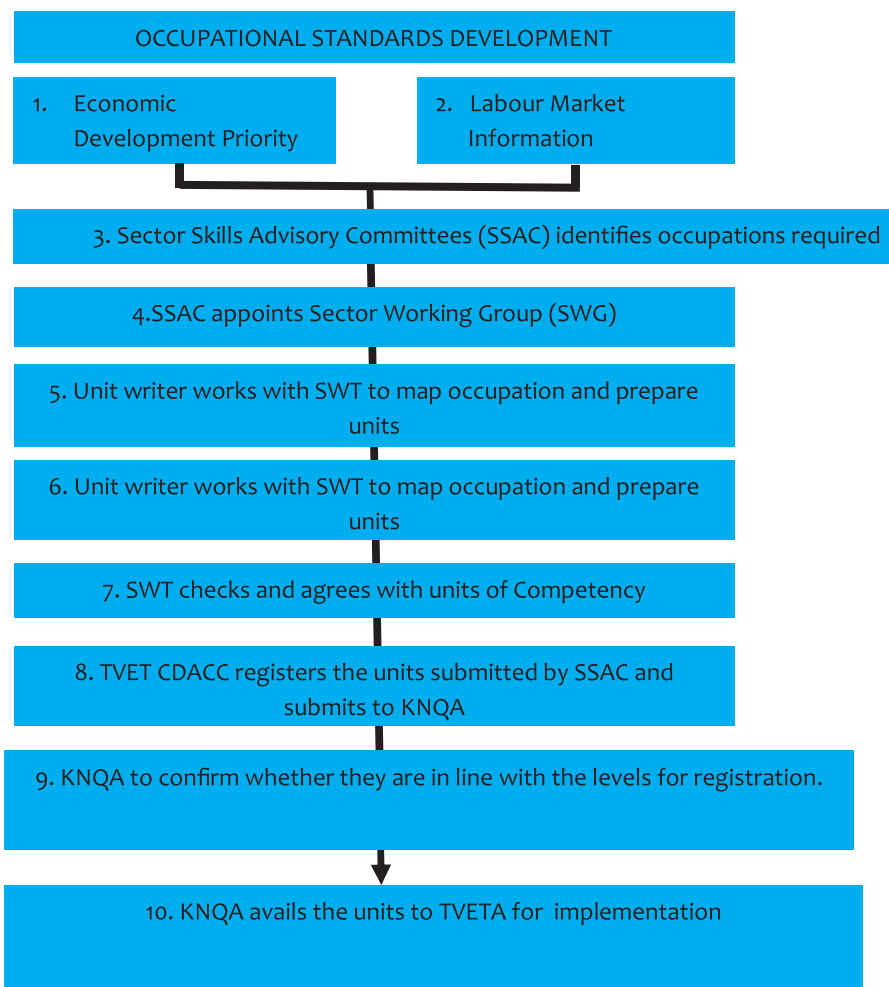 OCCUPATIONAL STANDARDS DEVELOPMENT
1. Economic
Development Priority
2. Labour Market
Information
3. Sector Skills Advisory Committees (SSAC) identifies occupations required
4.SSAC appoints Sector Working Group (SWG)
5. Unit writer works with SWT to map occupation and prepare
units
6. Unit writer works with SWT to map occupation and prepare
units
7. SWT checks and agrees with units of Competency
8. TVET CDACC registers the units submitted by SSAC and
submits to KNQA
9. KNQA to confirm whether they are in line with the levels for registration.
10. KNQA avails the units to TVETA for implementation